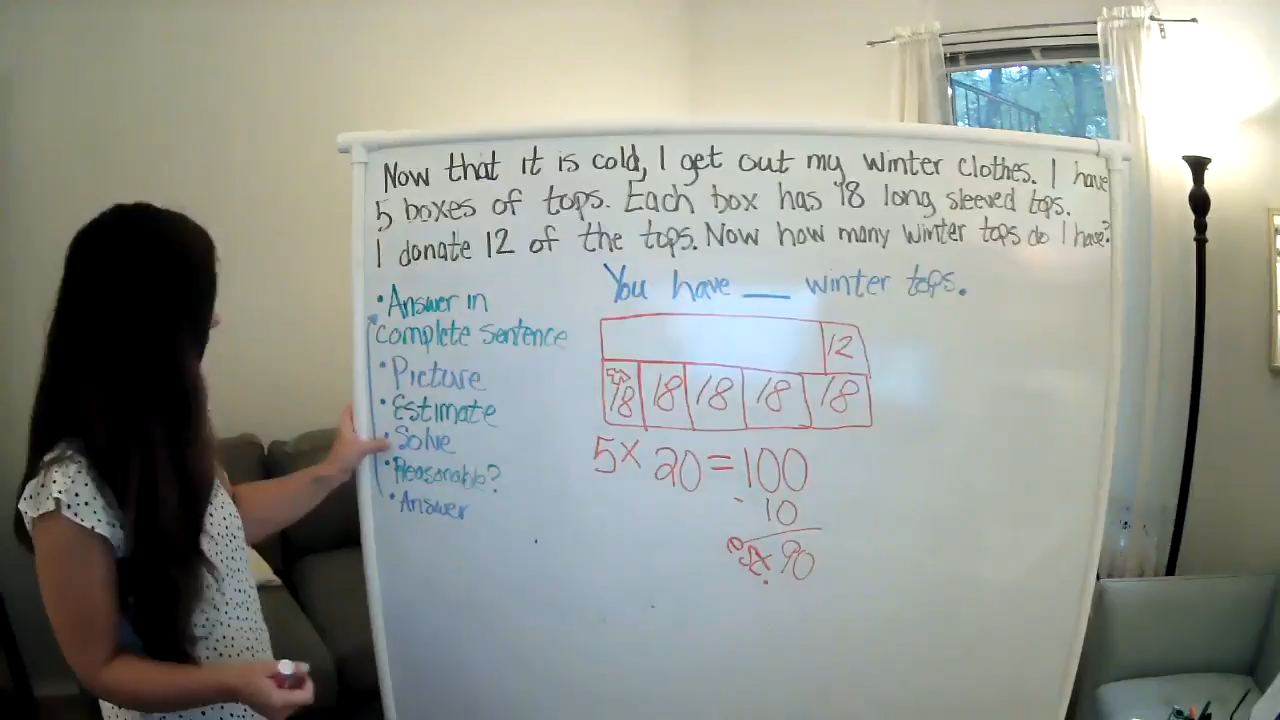 Now that it is cold, I get out my winter clothes. I have
5 boxes of tops. Each box has 18 long sleeved tops.
I donate 12 of the tops. Now how many winter tops do I have?
You have ___ winter tops.
• Answer in
complete sentence
• Picture
• Estimate
• Solve
• Reasonable?
• Answer
12
18 18 18 18 18
5 x 20 = 100
- 10
90